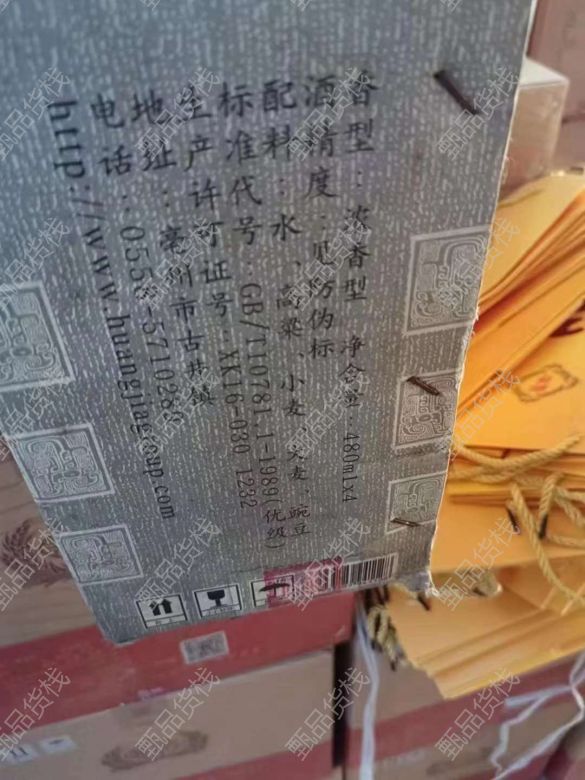 香型：浓香型 净含量：480mlx4
酒精度：见防伪标
配料：水、高粱、小麦、大麦、豌豆
标准代号：GB/T10781.1-1989(优级)
生产许可证号：XK16-030 1232
地址：亳州市古井镇
电话：0558-5710288
http://www.huangjiagroup.com
甄品货栈